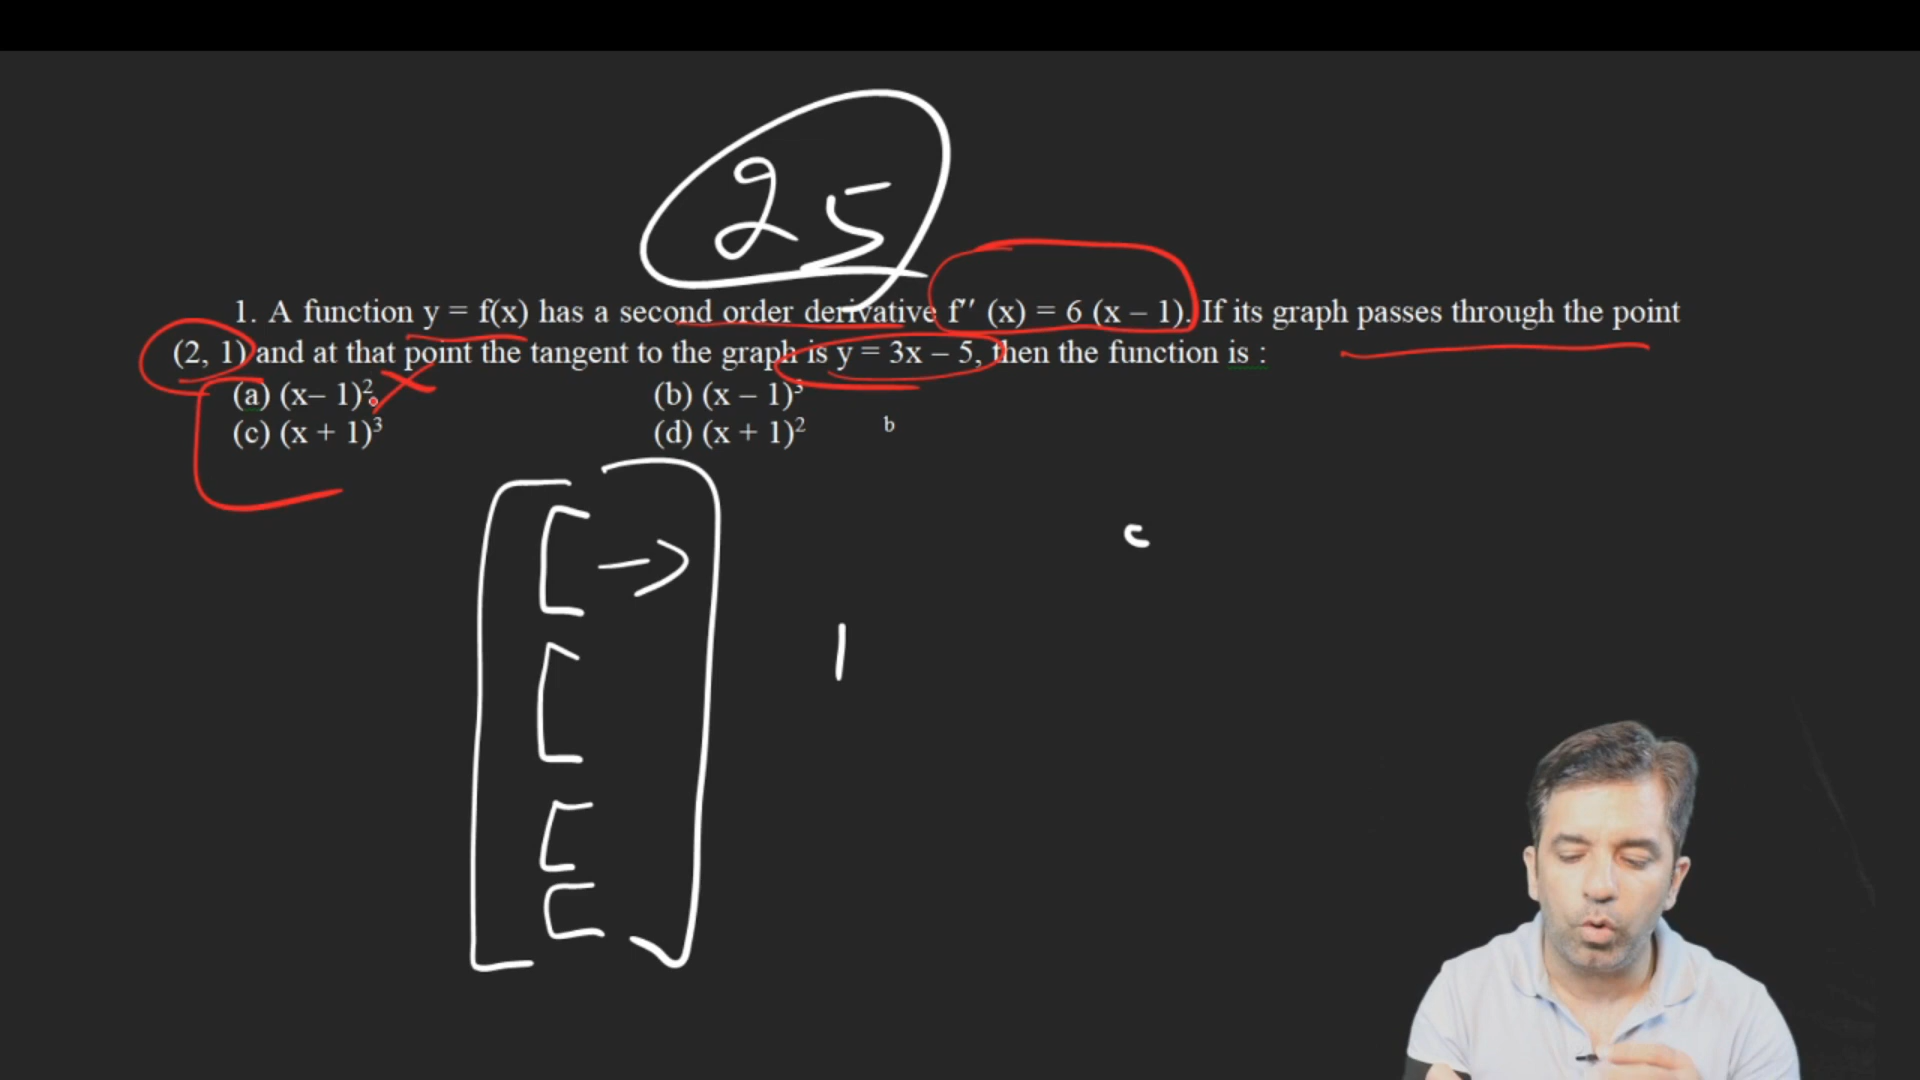 25
1. A function y = f(x) has a second order derivative f'' (x) = 6 (x – 1). If its graph passes through the point
(2, 1) and at that point the tangent to the graph is y = 3x – 5, then the function is :
(a) (x– 1)² (b) (x – 1)³
(c) (x + 1)³ (d) (x + 1)² b